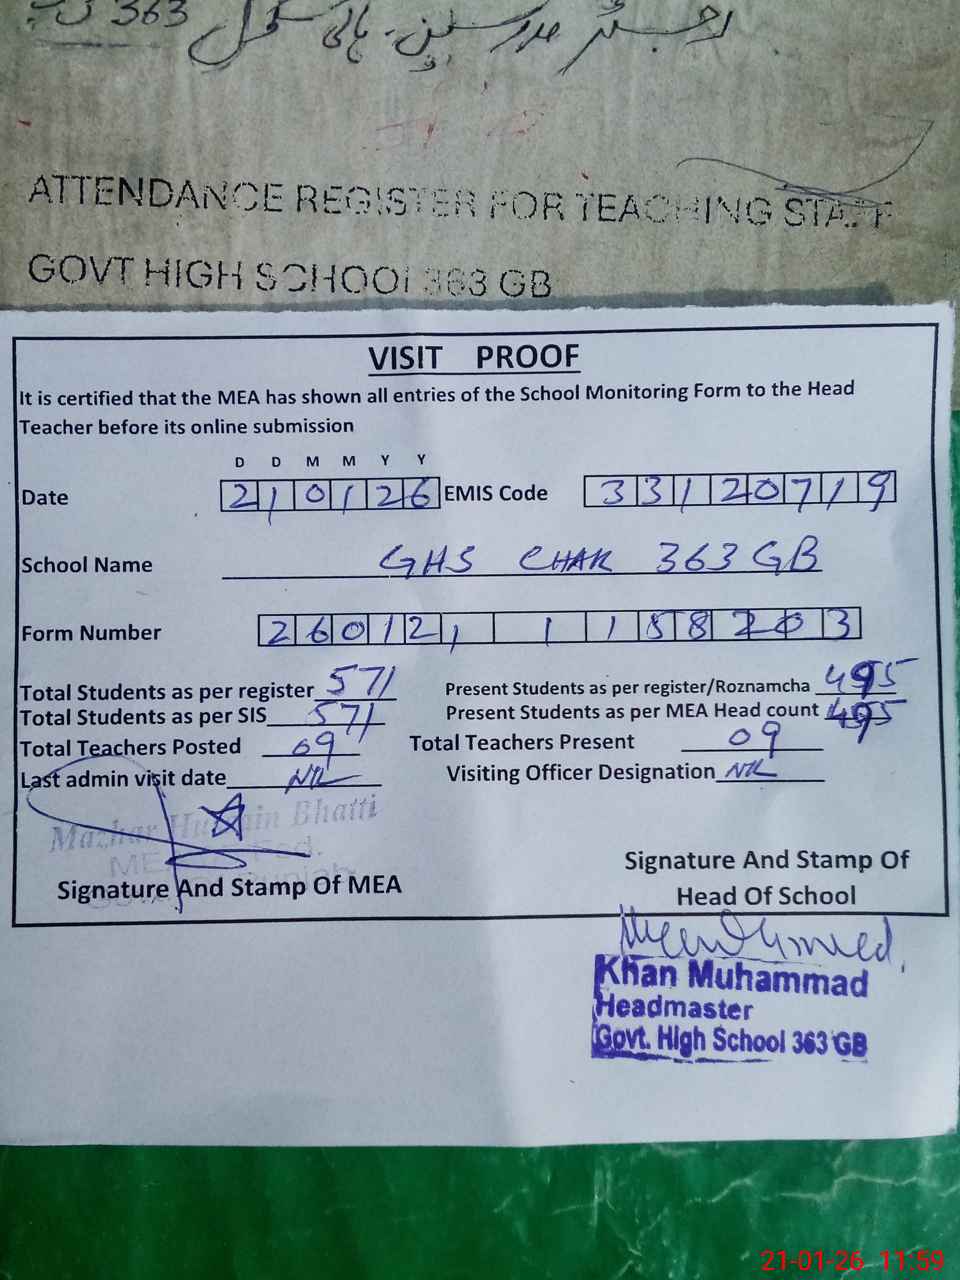 رجسٹر مدرسین ہائی سکول 363 گ ب
ATTENDANCE REGISTER FOR TEACHING STAFF
GOVT HIGH SCHOOL 363 GB
VISIT PROOF
It is certified that the MEA has shown all entries of the School Monitoring Form to the Head
Teacher before its online submission
D D M M Y Y
Date 210126 EMIS Code 33120719
School Name GHS CHAK 363 GB
Form Number
Total Students as per register 571 Present Students as per register/Roznamcha 495
Total Students as per SIS 571 Present Students as per MEA Head count 495
Total Teachers Posted 09 Total Teachers Present 09
Last admin visit date NIL Visiting Officer Designation NIL
Mazhar Hussain Bhatti
MEA
Signature And Stamp Of MEA
Signature And Stamp Of
Head Of School
Khan Muhammad
Headmaster
Govt. High School 363 GB
21-01-26 11:59